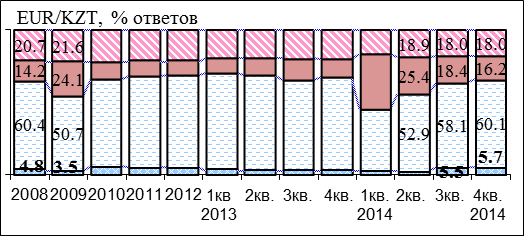 EUR/KZT, % ответов
20.7 21.6 18.9 18.0 18.0
14.2 24.1 25.4 18.4 16.2
60.4 50.7 52.9 58.1 60.1
4.8 3.5 5.5 5.7
2008 2009 2010 2011 2012 1кв 2кв. 3кв. 4кв. 1кв. 2кв. 3кв. 4кв.
2013 2014 2014